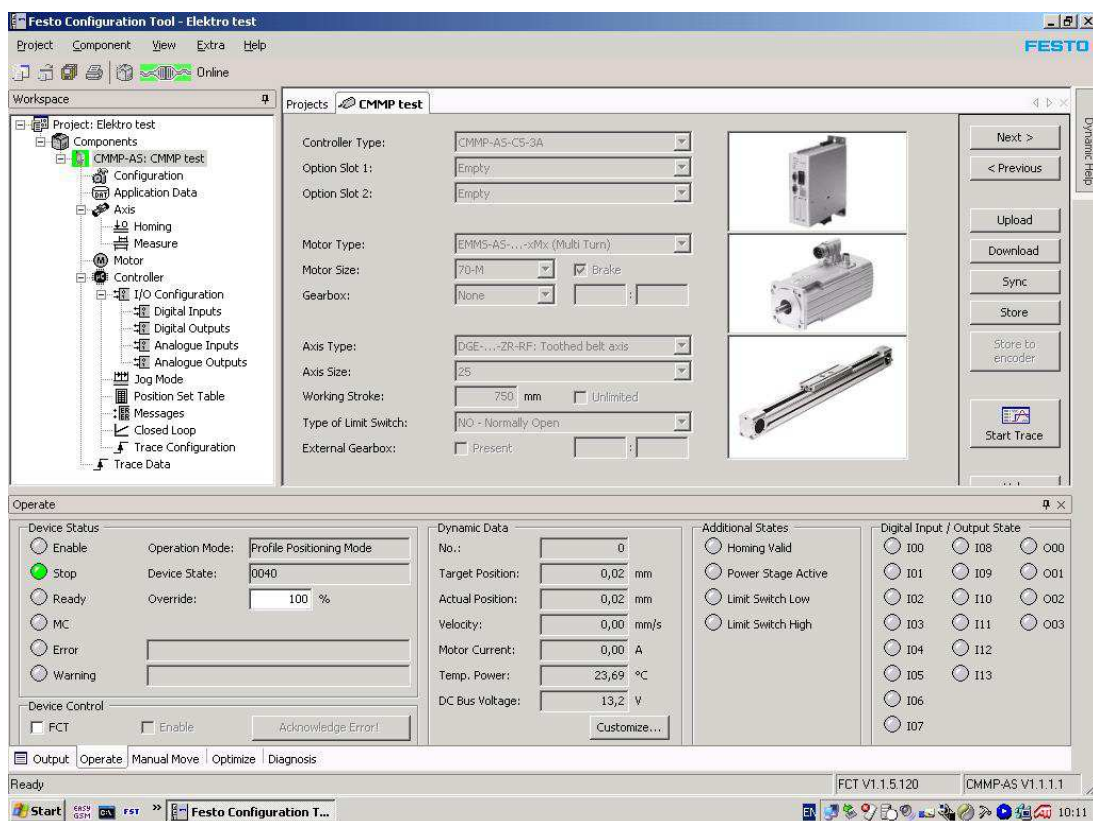 Festo Configuration Tool - Elektro test
Project Component View Extra Help
FESTO
Online
Workspace
Project: Elektro test
Components
CMMP-AS: CMMP test
Configuration
Application Data
Axis
Homing
Measure
Motor
Controller
I/O Configuration
Digital Inputs
Digital Outputs
Analogue Inputs
Analogue Outputs
Jog Mode
Position Set Table
Messages
Closed Loop
Trace Configuration
Trace Data
Projects CMMP test
Controller Type: CMMP-AS-C5-3A
Option Slot 1: Empty
Option Slot 2: Empty
Motor Type: EMMS-AS-...-xMx (Multi Turn)
Motor Size: 70-M Brake
Gearbox: None :
Axis Type: DGE-...-ZR-RF: Toothed belt axis
Axis Size: 25
Working Stroke: 750 mm Unlimited
Type of Limit Switch: NO - Normally Open
External Gearbox: Present :
Next >
< Previous
Upload
Download
Sync
Store
Store to
encoder
Start Trace
Dynamic Help
Operate
Device Status
Enable Operation Mode: Profile Positioning Mode
Stop Device State: 0040
Ready Override: 100 %
MC
Error
Warning
Device Control
FCT Enable Acknowledge Error!
Dynamic Data
No.: 0
Target Position: 0,02 mm
Actual Position: 0,02 mm
Velocity: 0,00 mm/s
Motor Current: 0,00 A
Temp. Power: 23,69 °C
DC Bus Voltage: 13,2 V
Customize...
Additional States
Homing Valid
Power Stage Active
Limit Switch Low
Limit Switch High
Digital Input / Output State
I00 I08 O00
I01 I09 O01
I02 I10 O02
I03 I11 O03
I04 I12
I05 I13
I06
I07
Output Operate Manual Move Optimize Diagnosis
Ready FCT V1.1.5.120 CMMP-AS V1.1.1.1
Start EASY GSM FST » Festo Configuration T... EN 10:11